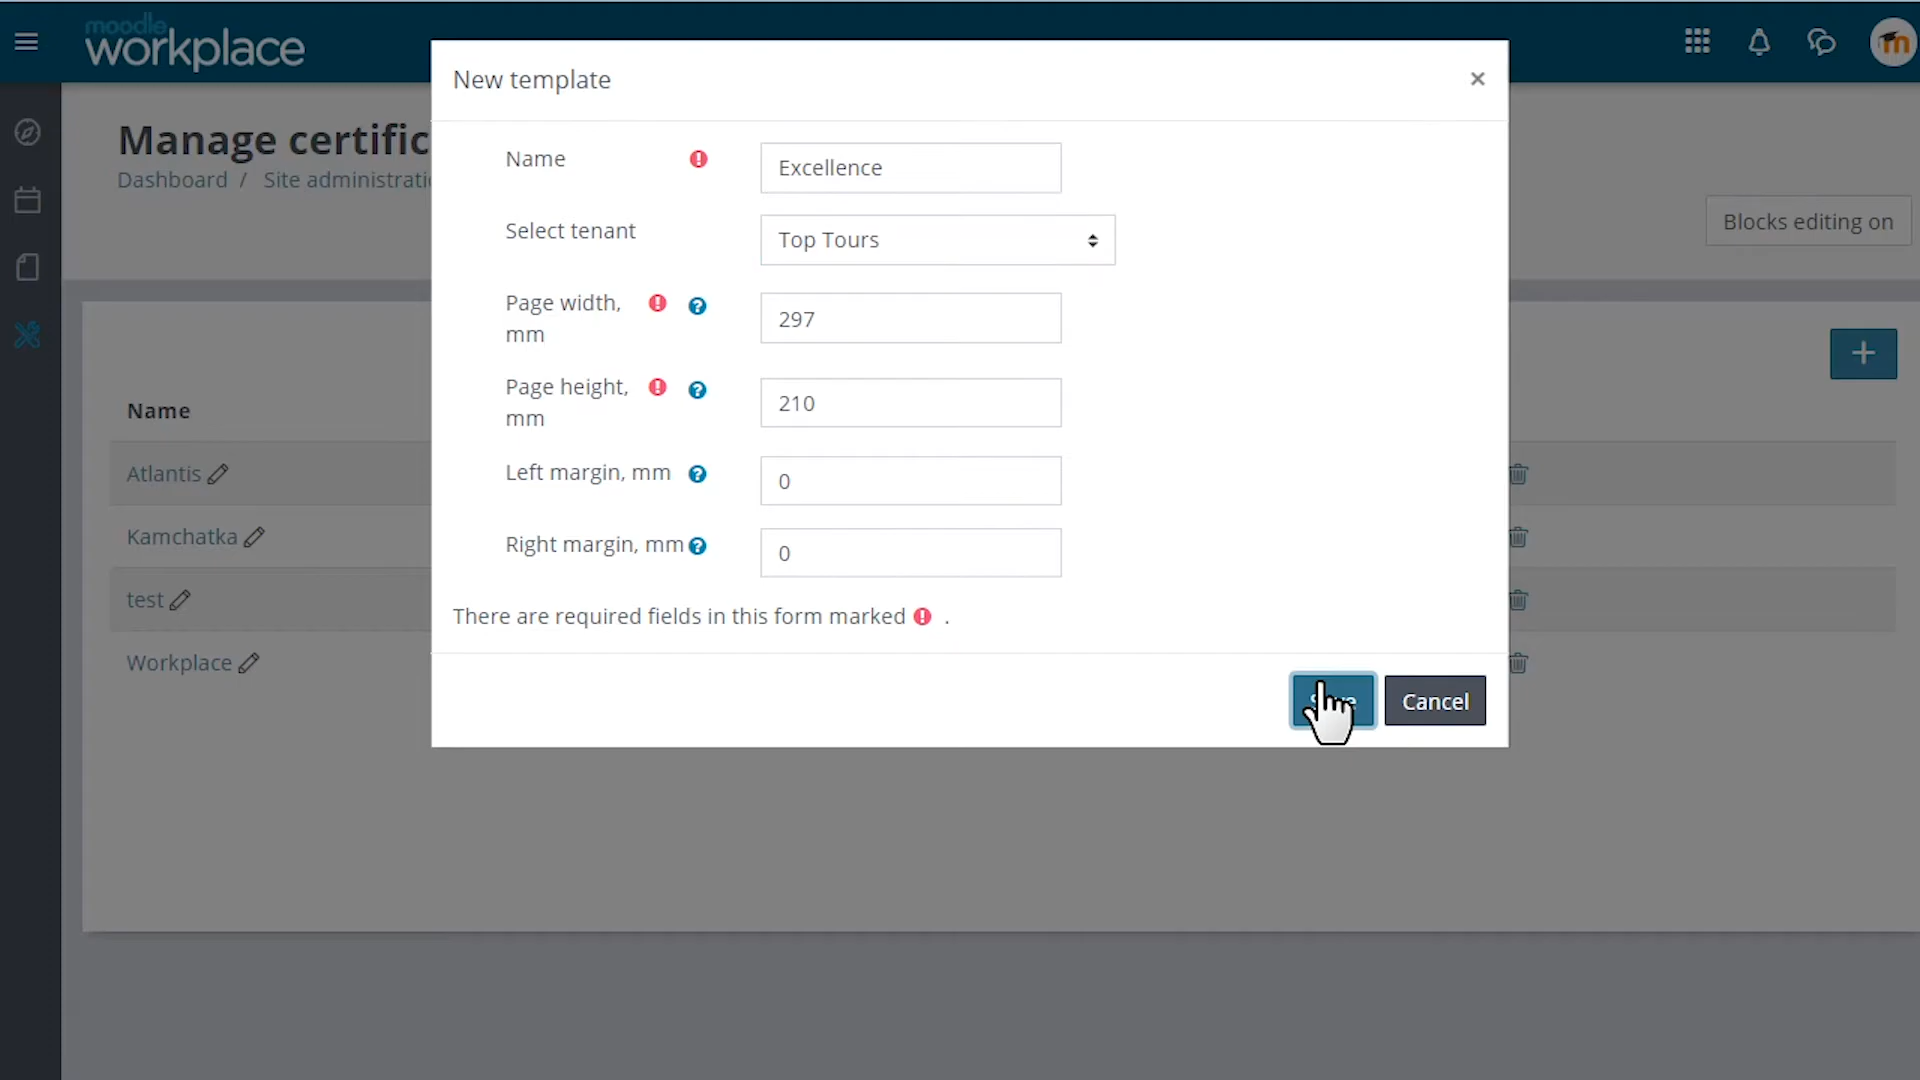 moodle
workplace
New template
Manage certific
Dashboard / Site administrati
Blocks editing on
Name
Excellence
Select tenant
Top Tours
Page width,
mm
297
Page height,
mm
210
Left margin, mm
0
Right margin, mm
0
There are required fields in this form marked .
Cancel
Name
Atlantis
Kamchatka
test
Workplace